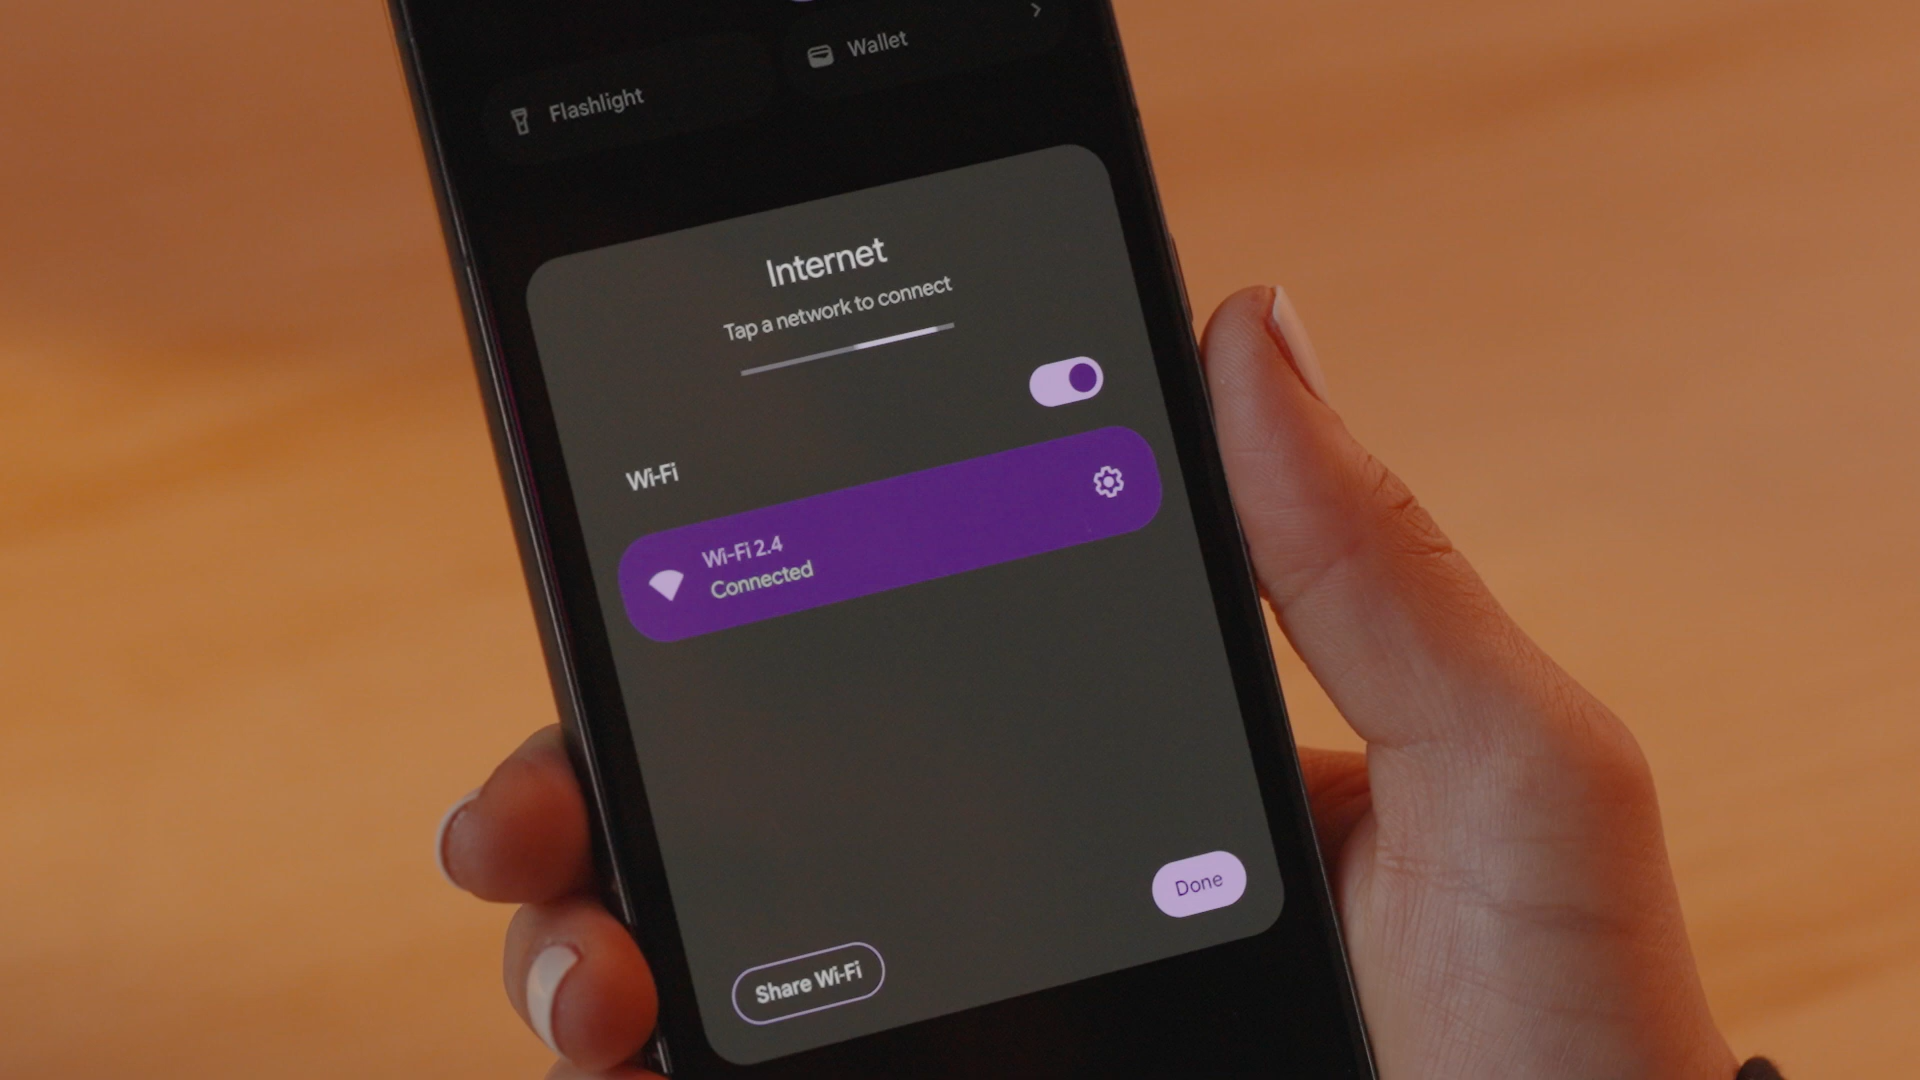 Wallet
Flashlight
Internet
Tap a network to connect
Wi-Fi
Wi-Fi 2.4
Connected
Done
Share Wi-Fi